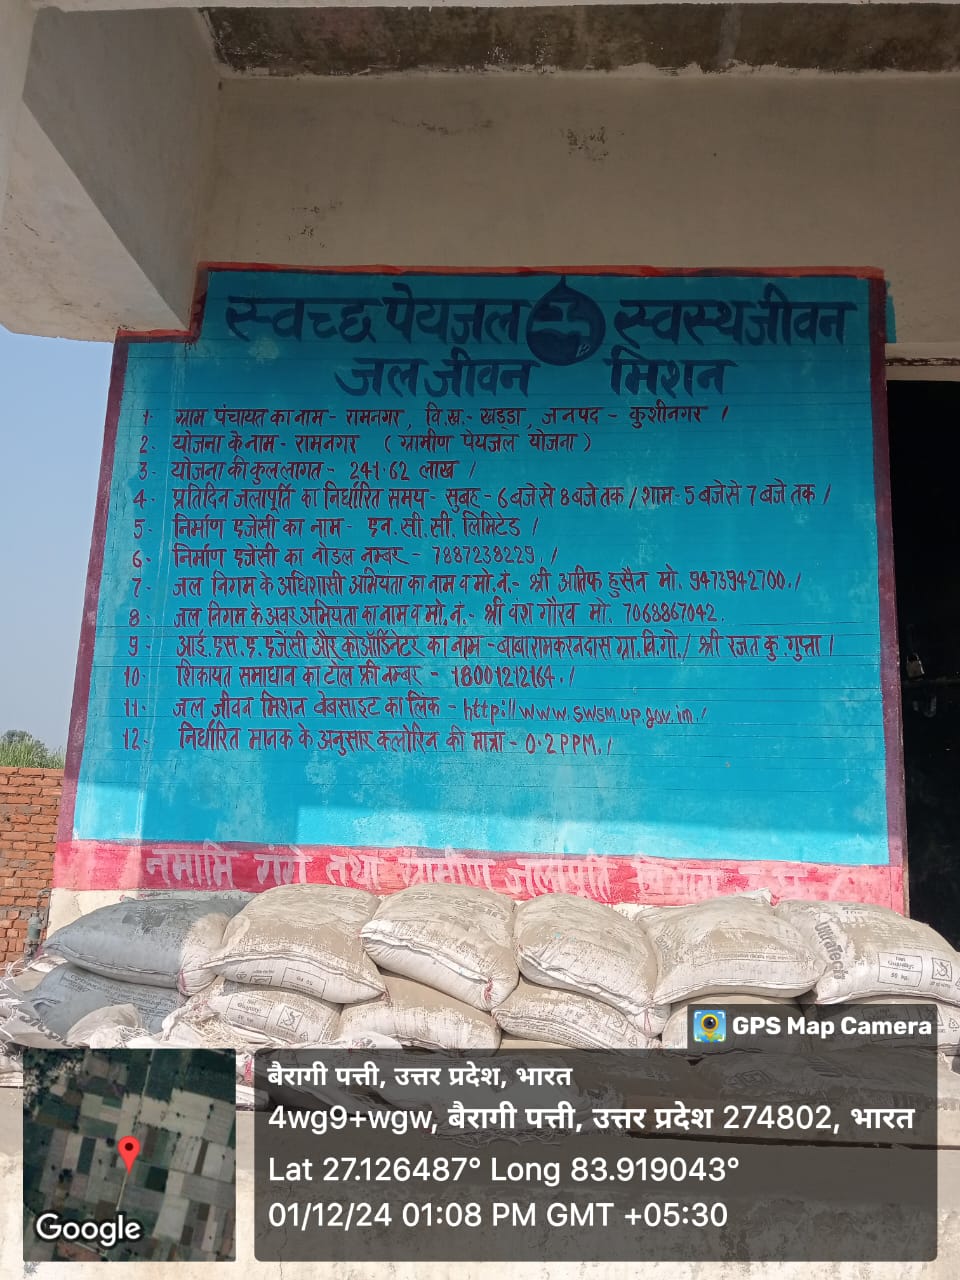 स्वच्छ पेयजल स्वस्थ जीवन
जल जीवन मिशन
1- ग्राम पंचायत का नाम - रामनगर, वि.ख.- खड्डा, जनपद - कुशीनगर /
2- योजना के नाम - रामनगर (ग्रामीण पेयजल योजना)
3- योजना की कुल लागत - 241.62 लाख /
4- प्रतिदिन जलापूर्ति का निर्धारित समय - सुबह - 6 बजे से 8 बजे तक / शाम - 5 बजे से 7 बजे तक /
5- निर्माण एजेंसी का नाम - एन.सी.सी. लिमिटेड /
6- निर्माण एजेंसी का नोडल नम्बर - 7887238229. /
7- जल निगम के अधिशासी अभियंता का नाम व मो.नं.- श्री आतिफ हुसैन मो. 9473942700. /
8- जल निगम के अवर अभियंता का नाम व मो.नं.- श्री वंश गौरव मो. 7068867042.
9- आई.एस.ए. एजेंसी और कोऑर्डिनेटर का नाम - बाबा रामकरनदास ग्रा.वि.गो. / श्री रजत कु. गुप्ता /
10- शिकायत समाधान का टोल फ्री नम्बर - 18001212164. /
11- जल जीवन मिशन वेबसाइट का लिंक - http://www.swsm.up.gov.in. /
12- निर्धारित मानक के अनुसार क्लोरिन की मात्रा - 0.2 PPM. /
नमामि गंगे तथा ग्रामीण जलापूर्ति विभाग उ.प्र.
GPS Map Camera
बैरागी पत्ती, उत्तर प्रदेश, भारत
4wg9+wgw, बैरागी पत्ती, उत्तर प्रदेश 274802, भारत
Lat 27.126487° Long 83.919043°
01/12/24 01:08 PM GMT +05:30
Google